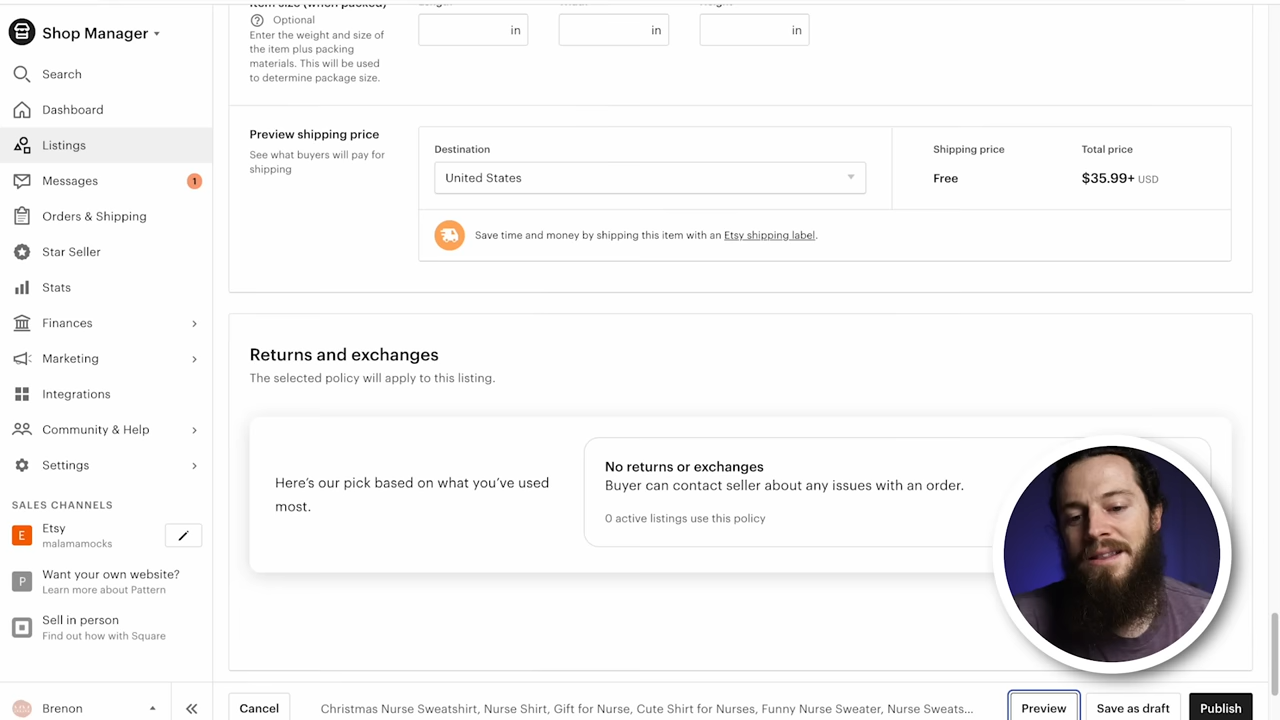 Shop Manager
Search
Dashboard
Listings
Messages
1
Orders & Shipping
Star Seller
Stats
Finances
Marketing
Integrations
Community & Help
Settings
SALES CHANNELS
E
Etsy
malamamocks
P
Want your own website?
Learn more about Pattern
Sell in person
Find out how with Square
Brenon
Item size (when packed)
Optional
Enter the weight and size of
the item plus packing
materials. This will be used
to determine package size.
in
in
in
Preview shipping price
See what buyers will pay for
shipping
Destination
United States
Shipping price
Free
Total price
$35.99+ USD
Save time and money by shipping this item with an Etsy shipping label.
Returns and exchanges
The selected policy will apply to this listing.
Here's our pick based on what you've used
most.
No returns or exchanges
Buyer can contact seller about any issues with an order.
0 active listings use this policy
Cancel
Christmas Nurse Sweatshirt, Nurse Shirt, Gift for Nurse, Cute Shirt for Nurses, Funny Nurse Sweater, Nurse Sweats...
Preview
Save as draft
Publish